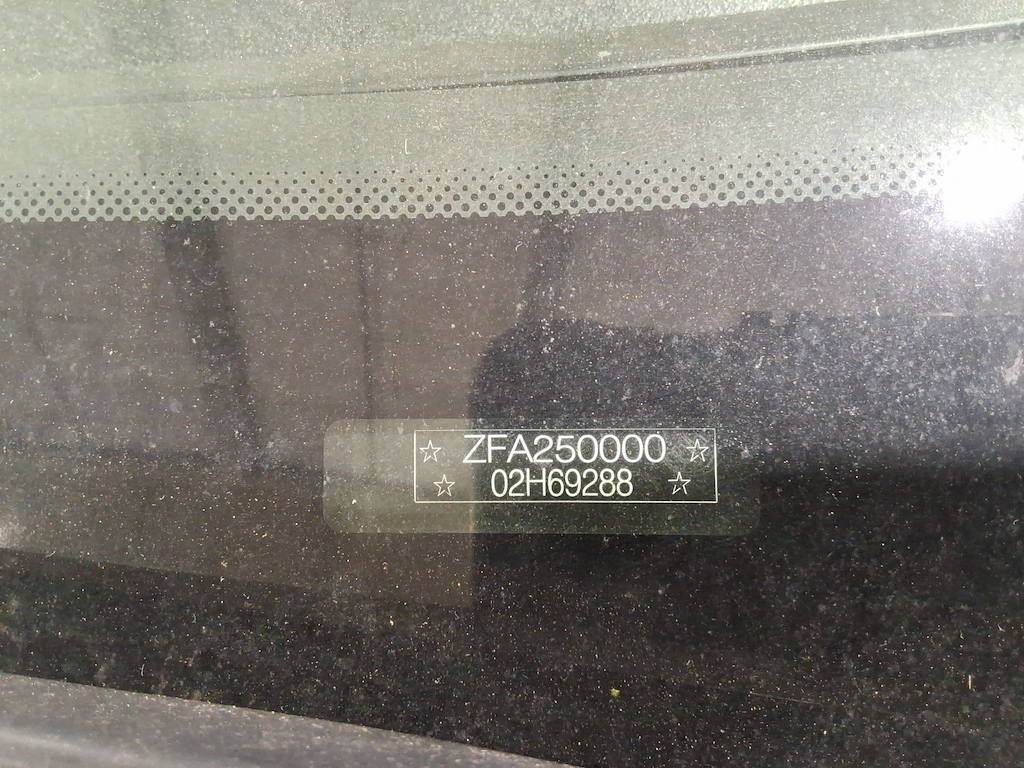 ☆ ZFA250000 ☆
☆ 02H69288 ☆